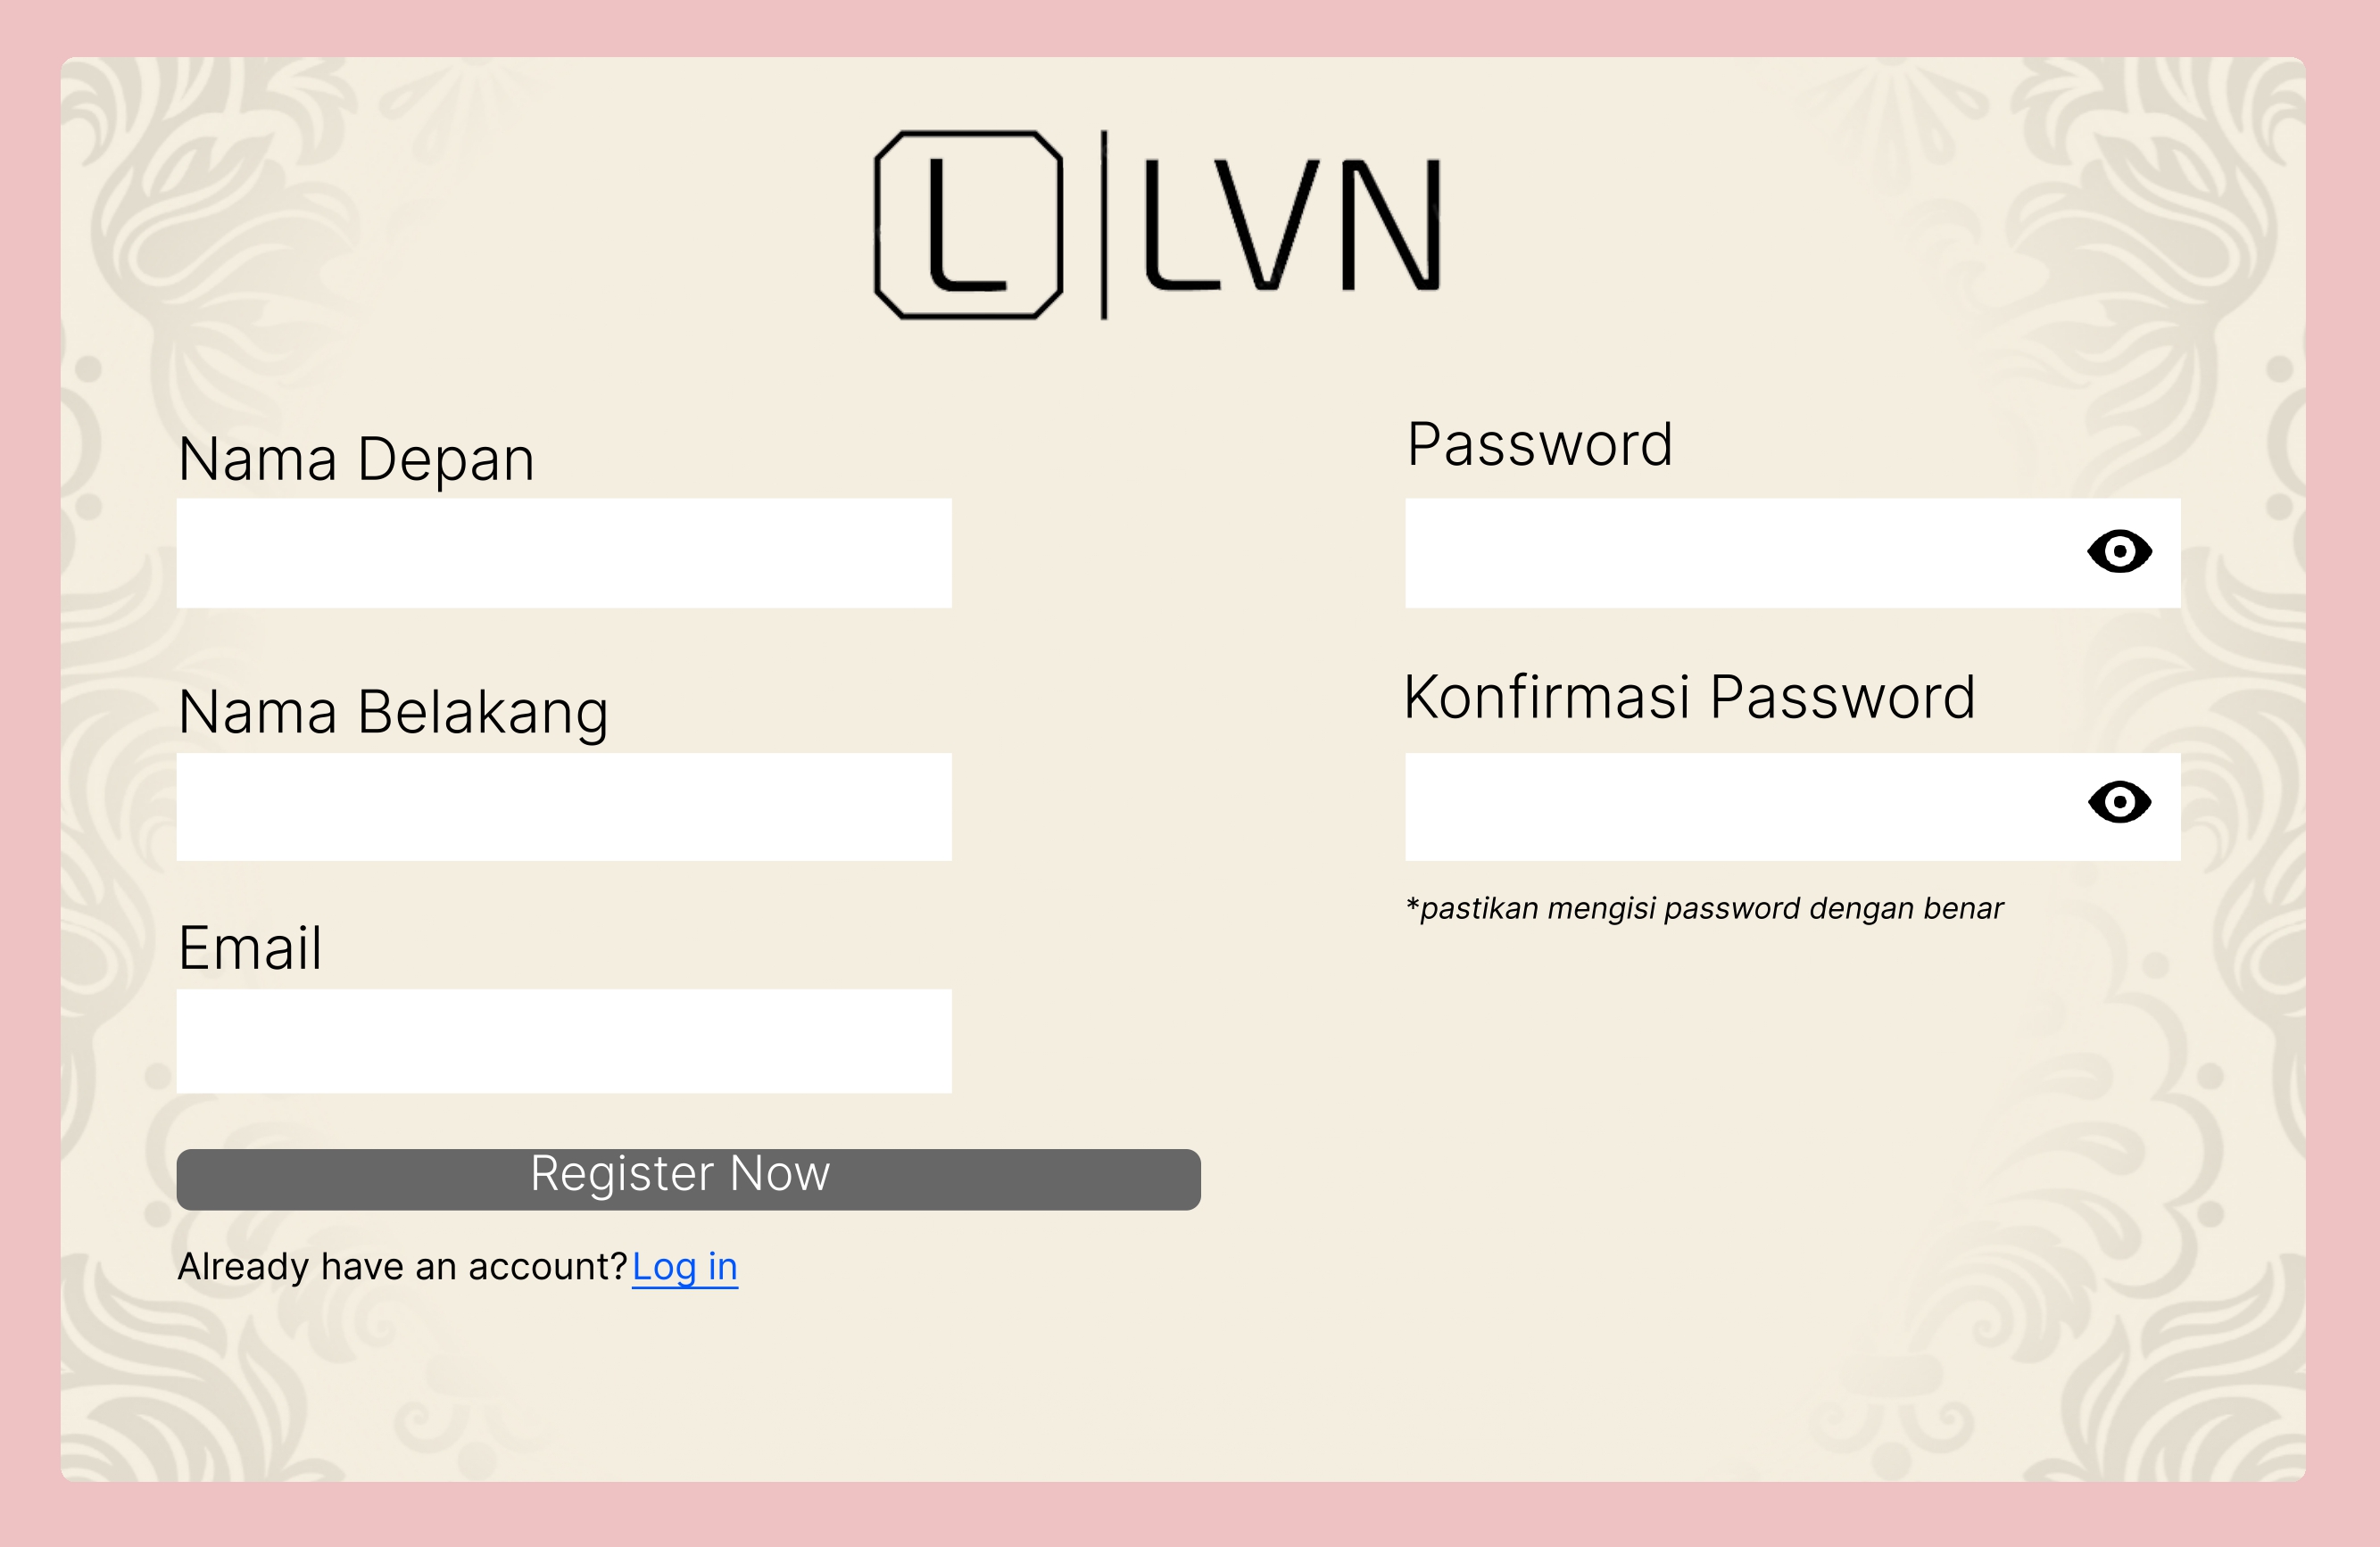 L | LVN
Nama Depan
Nama Belakang
Email
Password
Konfirmasi Password
*pastikan mengisi password dengan benar
Register Now
Already have an account? Log in